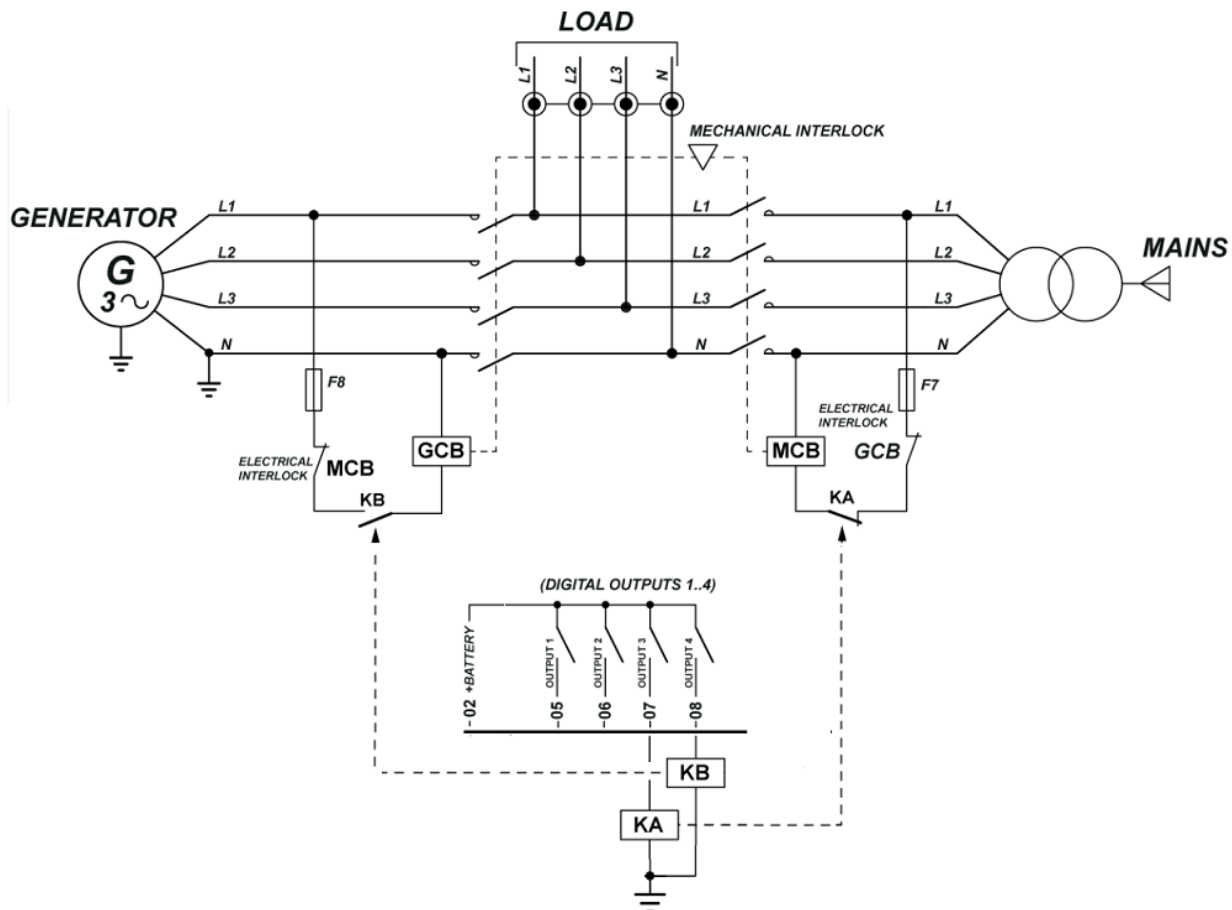 LOAD
L1
L2
L3
N
MECHANICAL INTERLOCK
GENERATOR
G
3
L1
L2
L3
N
L1
L2
L3
N
L1
L2
L3
N
MAINS
F8
ELECTRICAL
INTERLOCK
MCB
GCB
KB
MCB
ELECTRICAL
INTERLOCK
F7
GCB
KA
(DIGITAL OUTPUTS 1..4)
02 +BATTERY
OUTPUT 1
05
OUTPUT 2
06
OUTPUT 3
07
OUTPUT 4
08
KB
KA